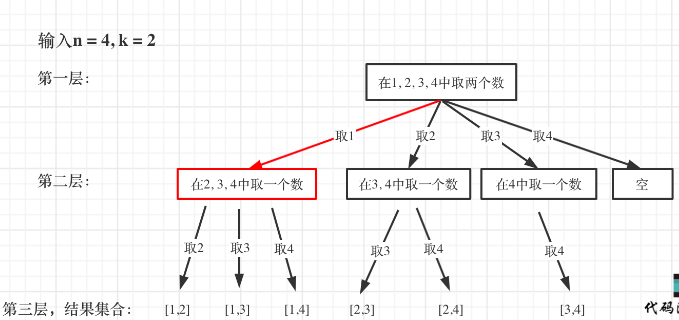 输入n = 4, k = 2
第一层:
在1, 2, 3, 4中取两个数
取1
取2
取3
取4
第二层:
在2, 3, 4中取一个数
在3, 4中取一个数
在4中取一个数
空
取2
取3
取4
取3
取4
取4
第三层，结果集合:
[1,2]
[1,3]
[1,4]
[2,3]
[2,4]
[3,4]
代码